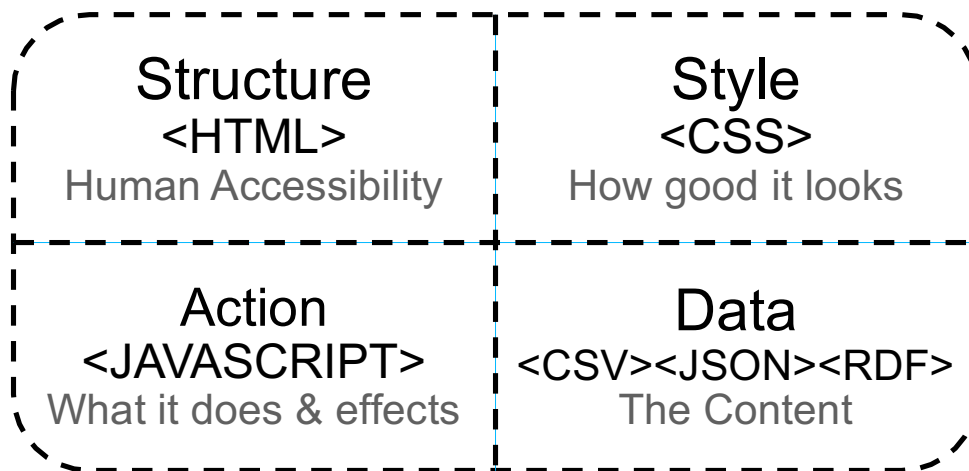 Structure
<HTML>
Human Accessibility
Style
<CSS>
How good it looks
Action
<JAVASCRIPT>
What it does & effects
Data
<CSV><JSON><RDF>
The Content